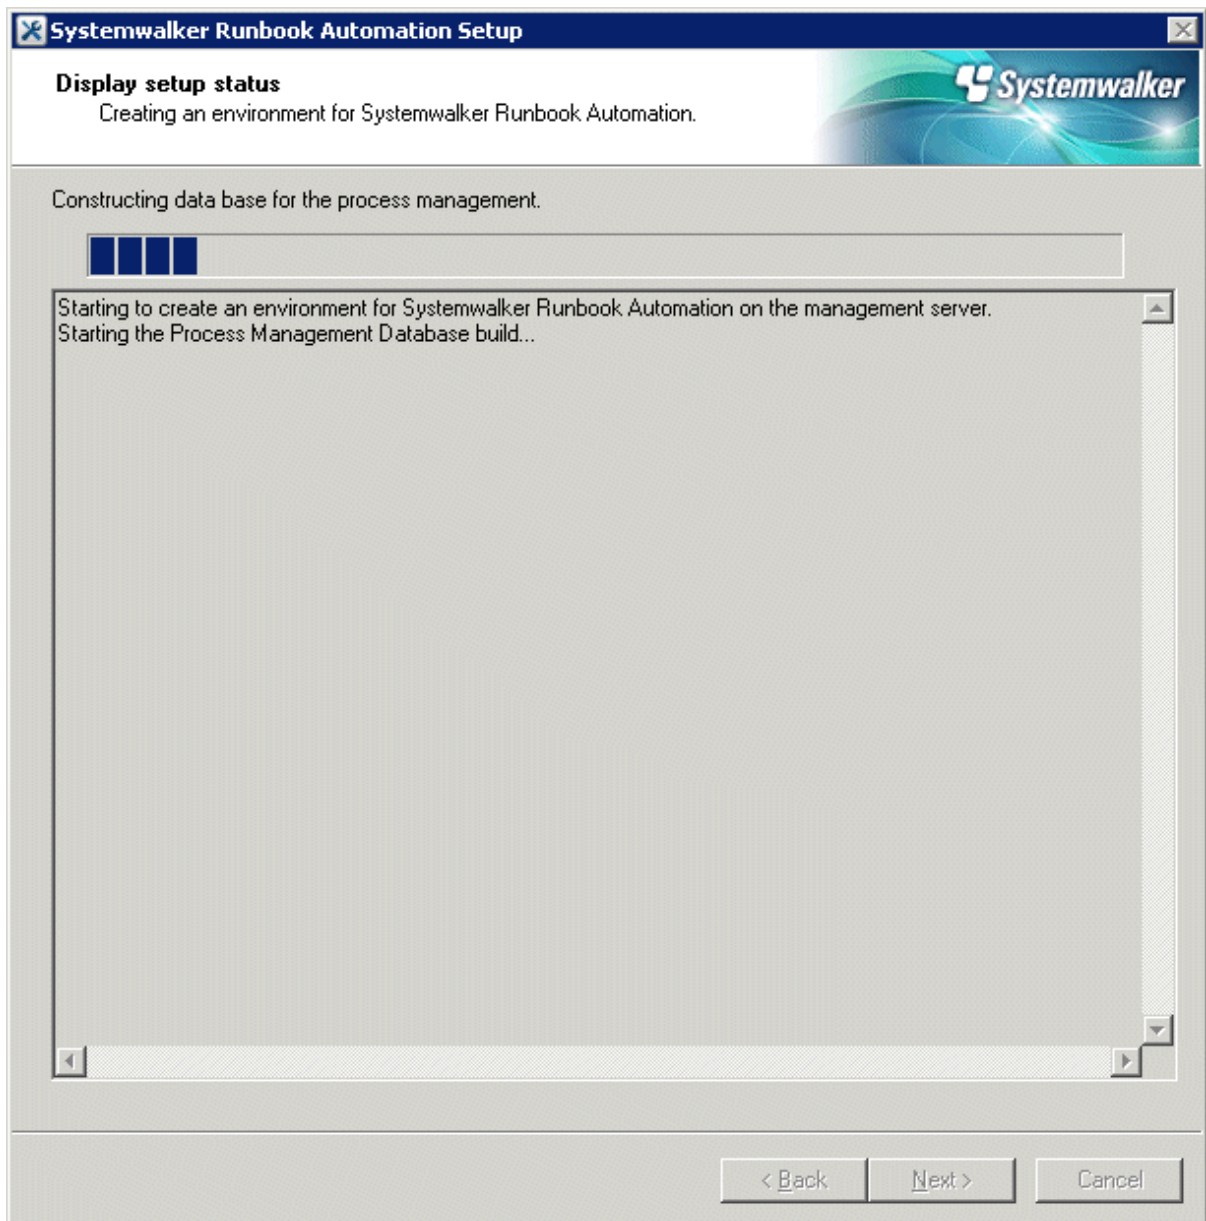 Systemwalker Runbook Automation Setup
Display setup status
Creating an environment for Systemwalker Runbook Automation.
Systemwalker
Constructing data base for the process management.
Starting to create an environment for Systemwalker Runbook Automation on the management server.
Starting the Process Management Database build...
< Back
Next >
Cancel